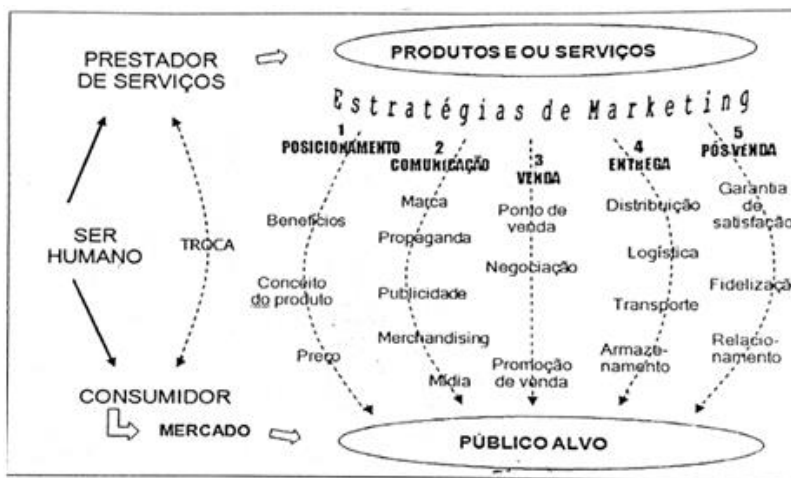 PRESTADOR
DE SERVIÇOS
PRODUTOS E OU SERVIÇOS
Estratégias de Marketing
1
POSICIONAMENTO
2
COMUNICAÇÃO
3
VENDA
4
ENTREGA
5
PÓS-VENDA
SER
HUMANO
TROCA
Benefícios
Conceito
do produto
Preço
Marca
Propaganda
Publicidade
Merchandising
Mídia
Ponto de
venda
Negociação
Promoção
de venda
Distribuição
Logística
Transporte
Armaze-
namento
Garantia
de
satisfação
Fidelização
Relacio-
namento
CONSUMIDOR
MERCADO
PÚBLICO ALVO